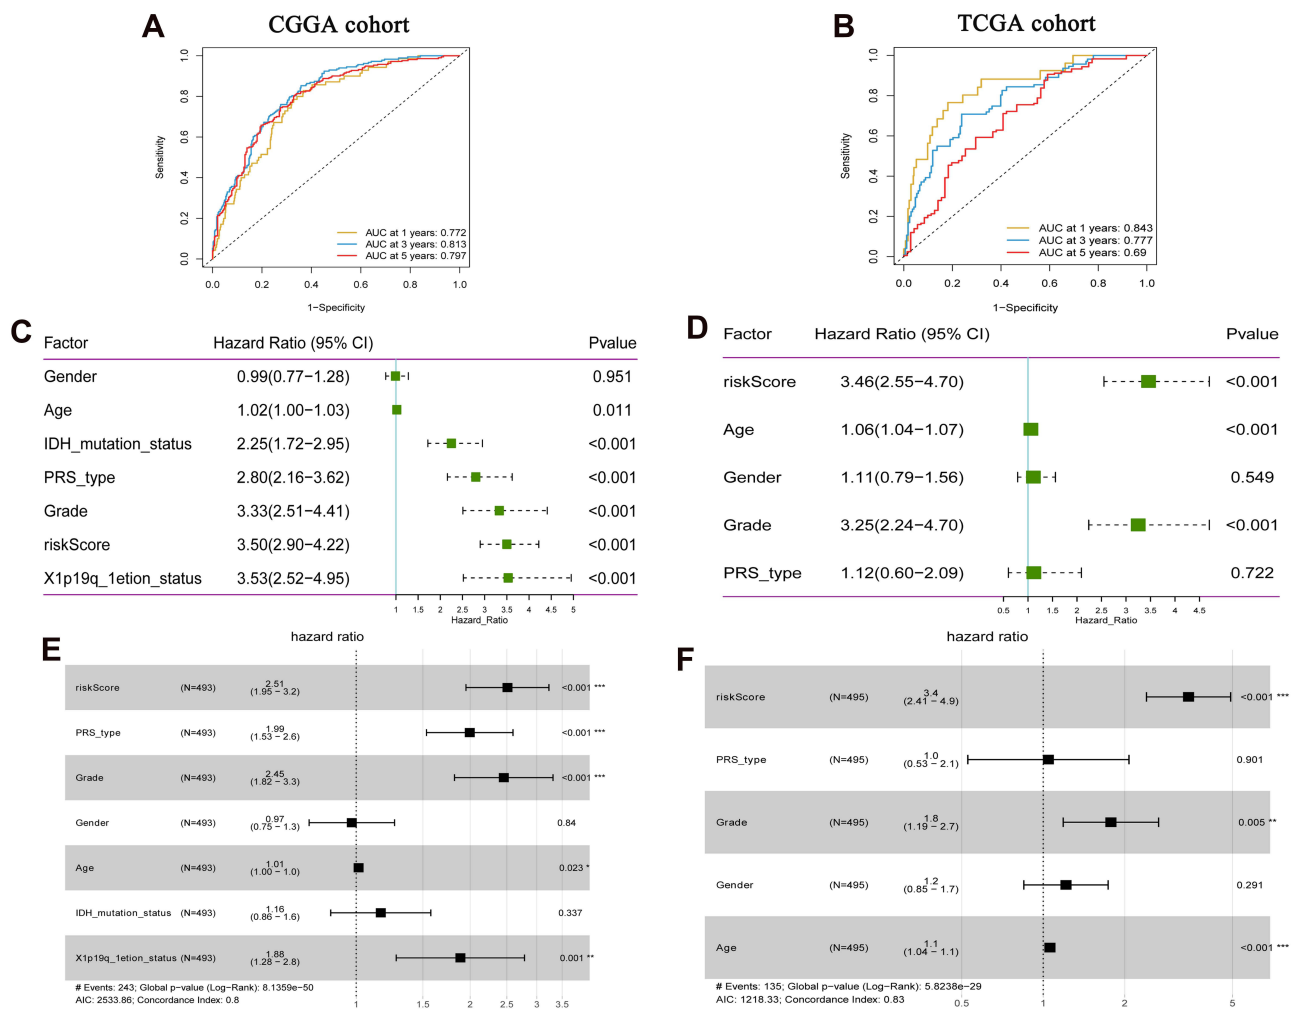 A
CGGA cohort
Sensitivity
1.0
0.8
0.6
0.4
0.2
0.0
AUC at 1 years: 0.772
AUC at 3 years: 0.813
AUC at 5 years: 0.797
0.0 0.2 0.4 0.6 0.8 1.0
1−Specificity
B
TCGA cohort
Sensitivity
1.0
0.8
0.6
0.4
0.2
0.0
AUC at 1 years: 0.843
AUC at 3 years: 0.777
AUC at 5 years: 0.69
0.0 0.2 0.4 0.6 0.8 1.0
1−Specificity
C
Factor Hazard Ratio (95% CI) Pvalue
Gender 0.99(0.77−1.28) 0.951
Age 1.02(1.00−1.03) 0.011
IDH_mutation_status 2.25(1.72−2.95) <0.001
PRS_type 2.80(2.16−3.62) <0.001
Grade 3.33(2.51−4.41) <0.001
riskScore 3.50(2.90−4.22) <0.001
X1p19q_1etion_status 3.53(2.52−4.95) <0.001
1 1.5 2 2.5 3 3.5 4 4.5 5
Hazard_Ratio
D
Factor Hazard Ratio (95% CI) Pvalue
riskScore 3.46(2.55−4.70) <0.001
Age 1.06(1.04−1.07) <0.001
Gender 1.11(0.79−1.56) 0.549
Grade 3.25(2.24−4.70) <0.001
PRS_type 1.12(0.60−2.09) 0.722
0.5 1 1.5 2 2.5 3 3.5 4 4.5
Hazard_Ratio
E
hazard ratio
riskScore (N=493) 2.51 (1.95 − 3.2) <0.001 ***
PRS_type (N=493) 1.99 (1.53 − 2.6) <0.001 ***
Grade (N=493) 2.45 (1.82 − 3.3) <0.001 ***
Gender (N=493) 0.97 (0.75 − 1.3) 0.84
Age (N=493) 1.01 (1.00 − 1.0) 0.023 *
IDH_mutation_status (N=493) 1.16 (0.86 − 1.6) 0.337
X1p19q_1etion_status (N=493) 1.88 (1.28 − 2.8) 0.001 **
# Events: 243; Global p−value (Log−Rank): 8.1359e−50
AIC: 2533.86; Concordance Index: 0.8
1 1.5 2 2.5 3 3.5
F
hazard ratio
riskScore (N=495) 3.4 (2.41 − 4.9) <0.001 ***
PRS_type (N=495) 1.0 (0.53 − 2.1) 0.901
Grade (N=495) 1.8 (1.19 − 2.7) 0.005 **
Gender (N=495) 1.2 (0.85 − 1.7) 0.291
Age (N=495) 1.1 (1.04 − 1.1) <0.001 ***
# Events: 135; Global p−value (Log−Rank): 5.8238e−29
AIC: 1218.33; Concordance Index: 0.83
0.5 1 2 5